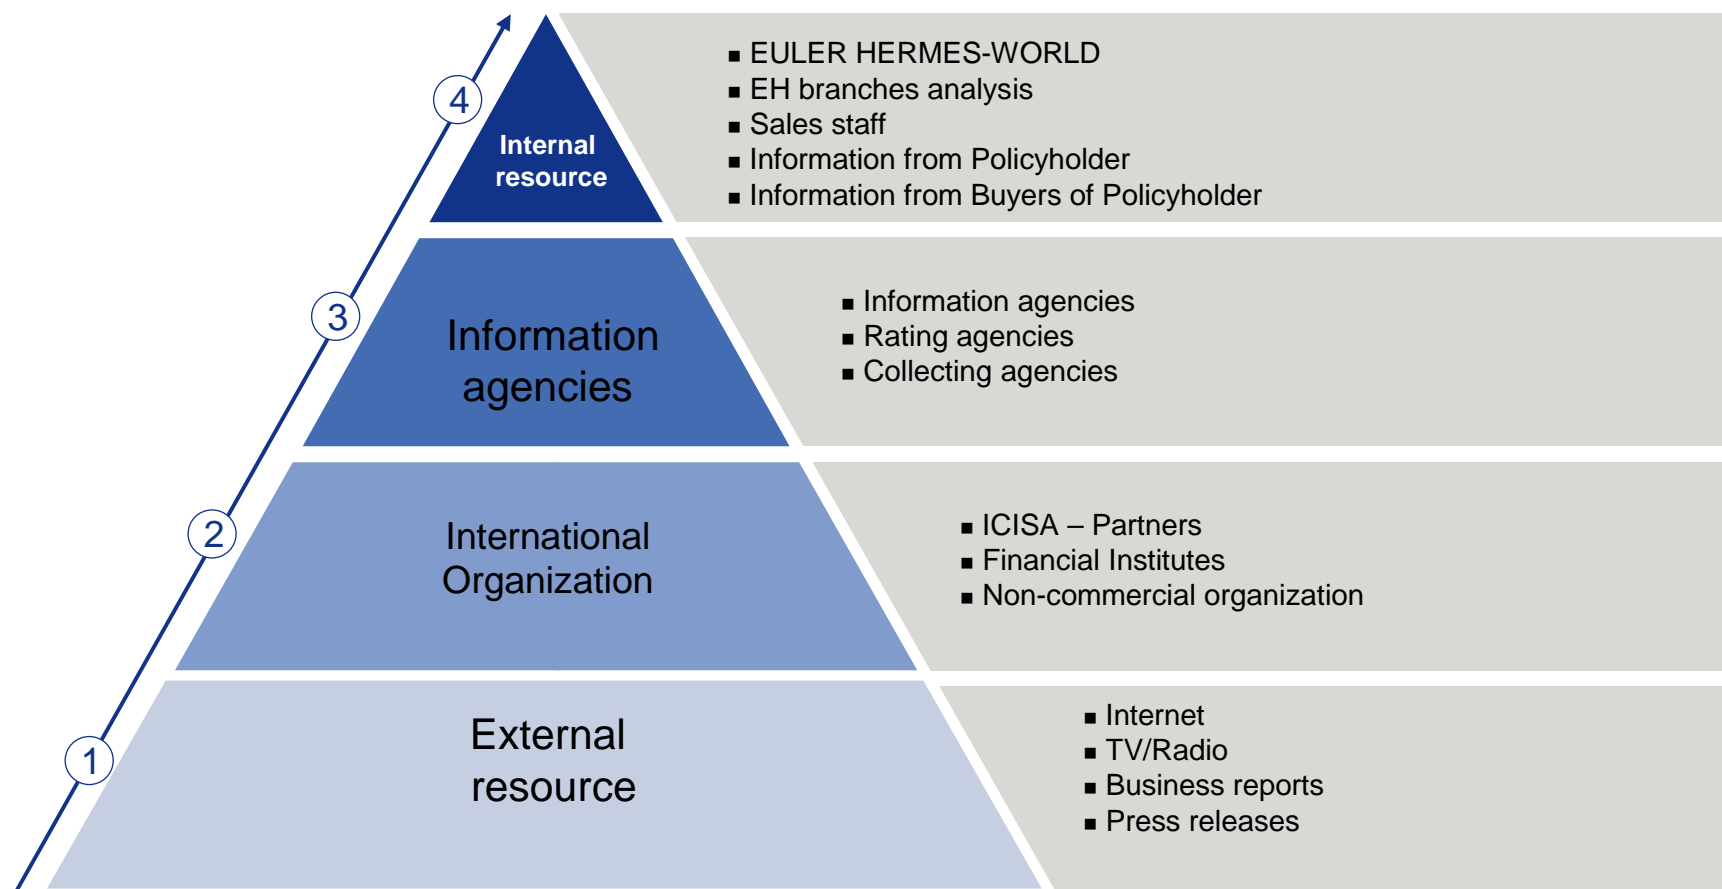 4
Internal
resource
■ EULER HERMES-WORLD
■ EH branches analysis
■ Sales staff
■ Information from Policyholder
■ Information from Buyers of Policyholder
3
Information
agencies
■ Information agencies
■ Rating agencies
■ Collecting agencies
2
International
Organization
■ ICISA – Partners
■ Financial Institutes
■ Non-commercial organization
1
External
resource
■ Internet
■ TV/Radio
■ Business reports
■ Press releases